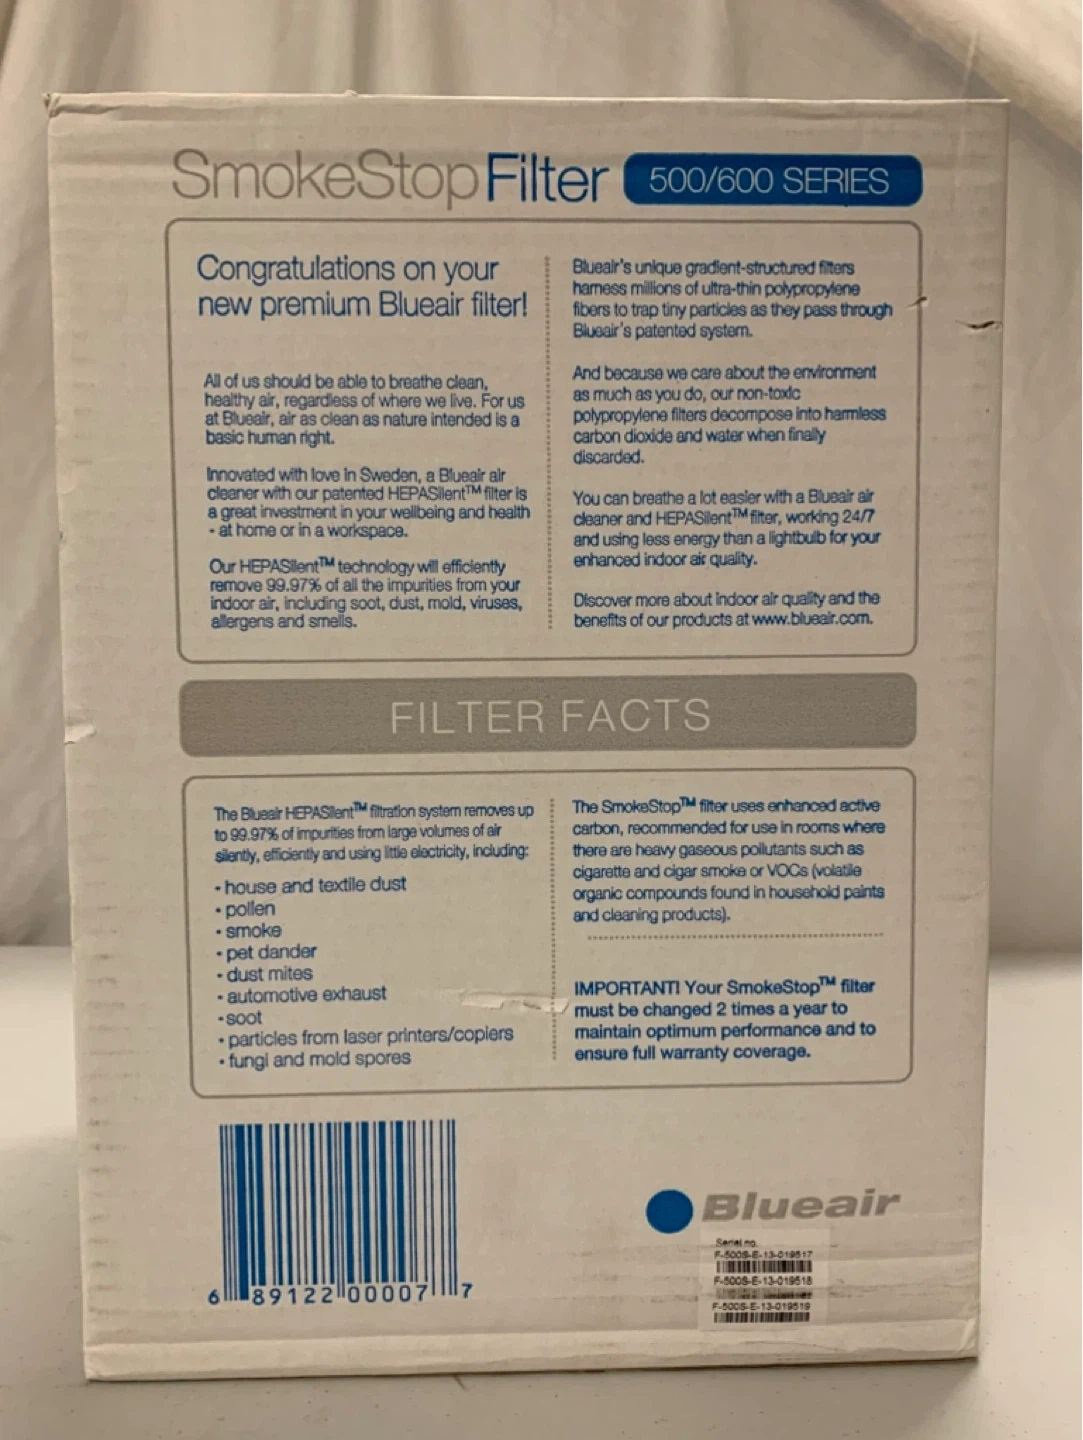 SmokeStopFilter 500/600 SERIES
Congratulations on your
new premium Blueair filter!
All of us should be able to breathe clean,
healthy air, regardless of where we live. For us
at Blueair, air as clean as nature intended is a
basic human right.
Innovated with love in Sweden, a Blueair air
cleaner with our patented HEPASilent™ filter is
a great investment in your wellbeing and health
- at home or in a workspace.
Our HEPASilent™ technology will efficiently
remove 99.97% of all the impurities from your
indoor air, including soot, dust, mold, viruses,
allergens and smells.
Blueair's unique gradient-structured filters
harness millions of ultra-thin polypropylene
fibers to trap tiny particles as they pass through
Blueair's patented system.
And because we care about the environment
as much as you do, our non-toxic
polypropylene filters decompose into harmless
carbon dioxide and water when finally
discarded.
You can breathe a lot easier with a Blueair air
cleaner and HEPASilent™ filter, working 24/7
and using less energy than a lightbulb for your
enhanced indoor air quality.
Discover more about indoor air quality and the
benefits of our products at www.blueair.com.
FILTER FACTS
The Blueair HEPASilent™ filtration system removes up
to 99.97% of impurities from large volumes of air
silently, efficiently and using little electricity, including:
• house and textile dust
• pollen
• smoke
• pet dander
• dust mites
• automotive exhaust
• soot
• particles from laser printers/copiers
• fungi and mold spores
The SmokeStop™ filter uses enhanced active
carbon, recommended for use in rooms where
there are heavy gaseous pollutants such as
cigarette and cigar smoke or VOCs (volatile
organic compounds found in household paints
and cleaning products).
IMPORTANT! Your SmokeStop™ filter
must be changed 2 times a year to
maintain optimum performance and to
ensure full warranty coverage.
6 89122 00007 7
Blueair
Serial no.
F-500S-E-13-019517
F-500S-E-13-019518
F-500S-E-13-019519